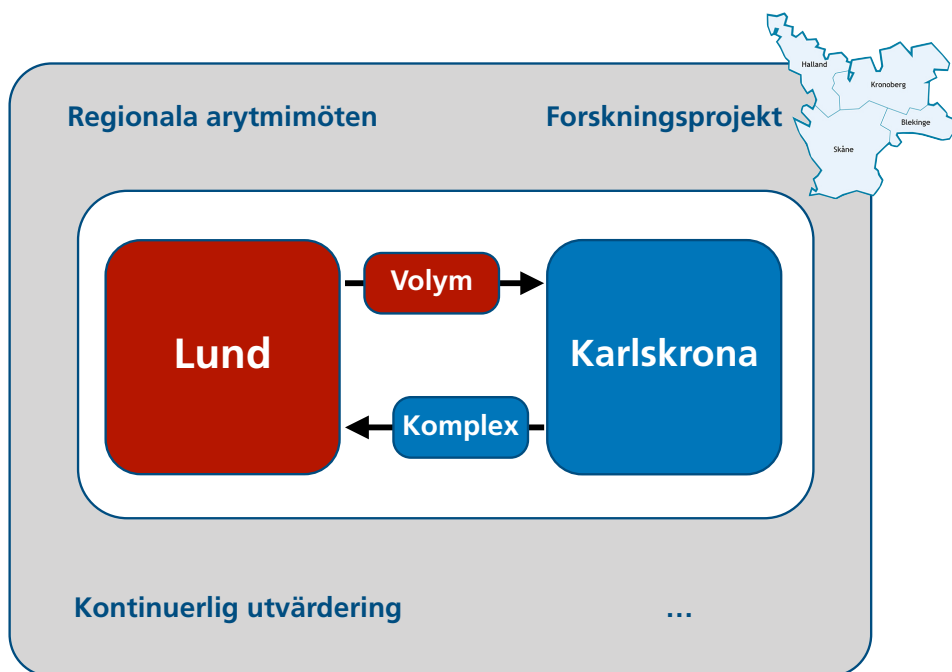 Halland
Kronoberg
Blekinge
Skåne
Regionala arytmimöten
Forskningsprojekt
Lund
Volym
Karlskrona
Komplex
Kontinuerlig utvärdering
...